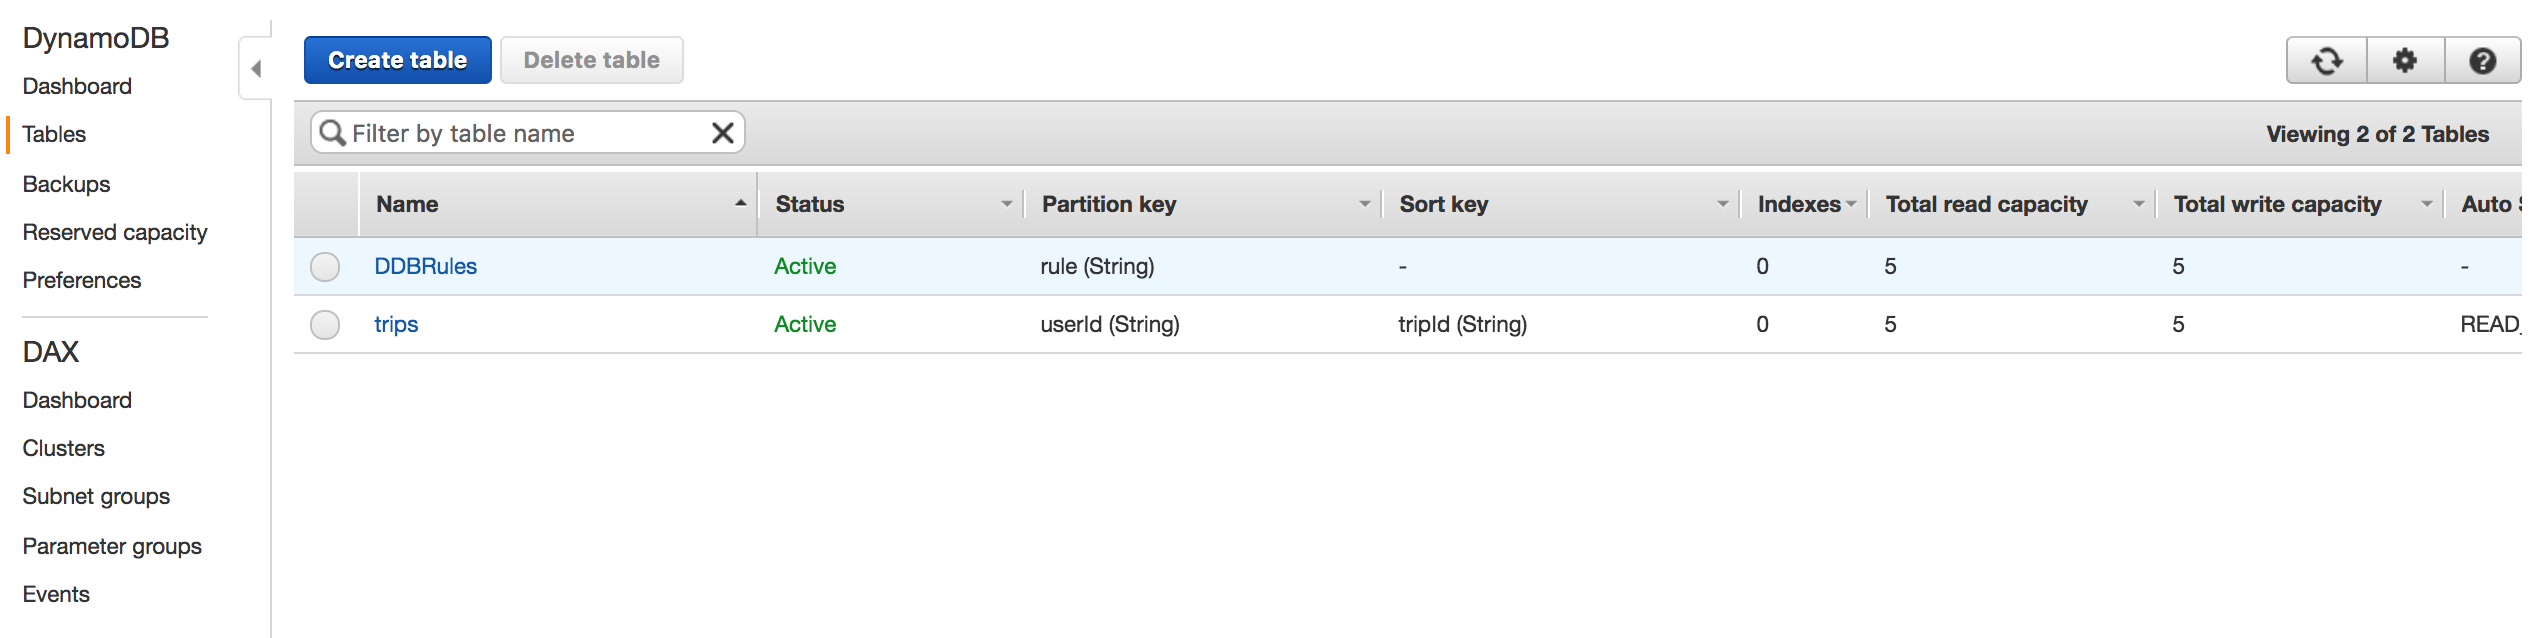 DynamoDB
Dashboard
Tables
Backups
Reserved capacity
Preferences
DAX
Dashboard
Clusters
Subnet groups
Parameter groups
Events
Create table Delete table
Filter by table name Viewing 2 of 2 Tables
Name Status Partition key Sort key Indexes Total read capacity Total write capacity Auto
DDBRules Active rule (String) - 0 5 5 -
trips Active userId (String) tripId (String) 0 5 5 READ_